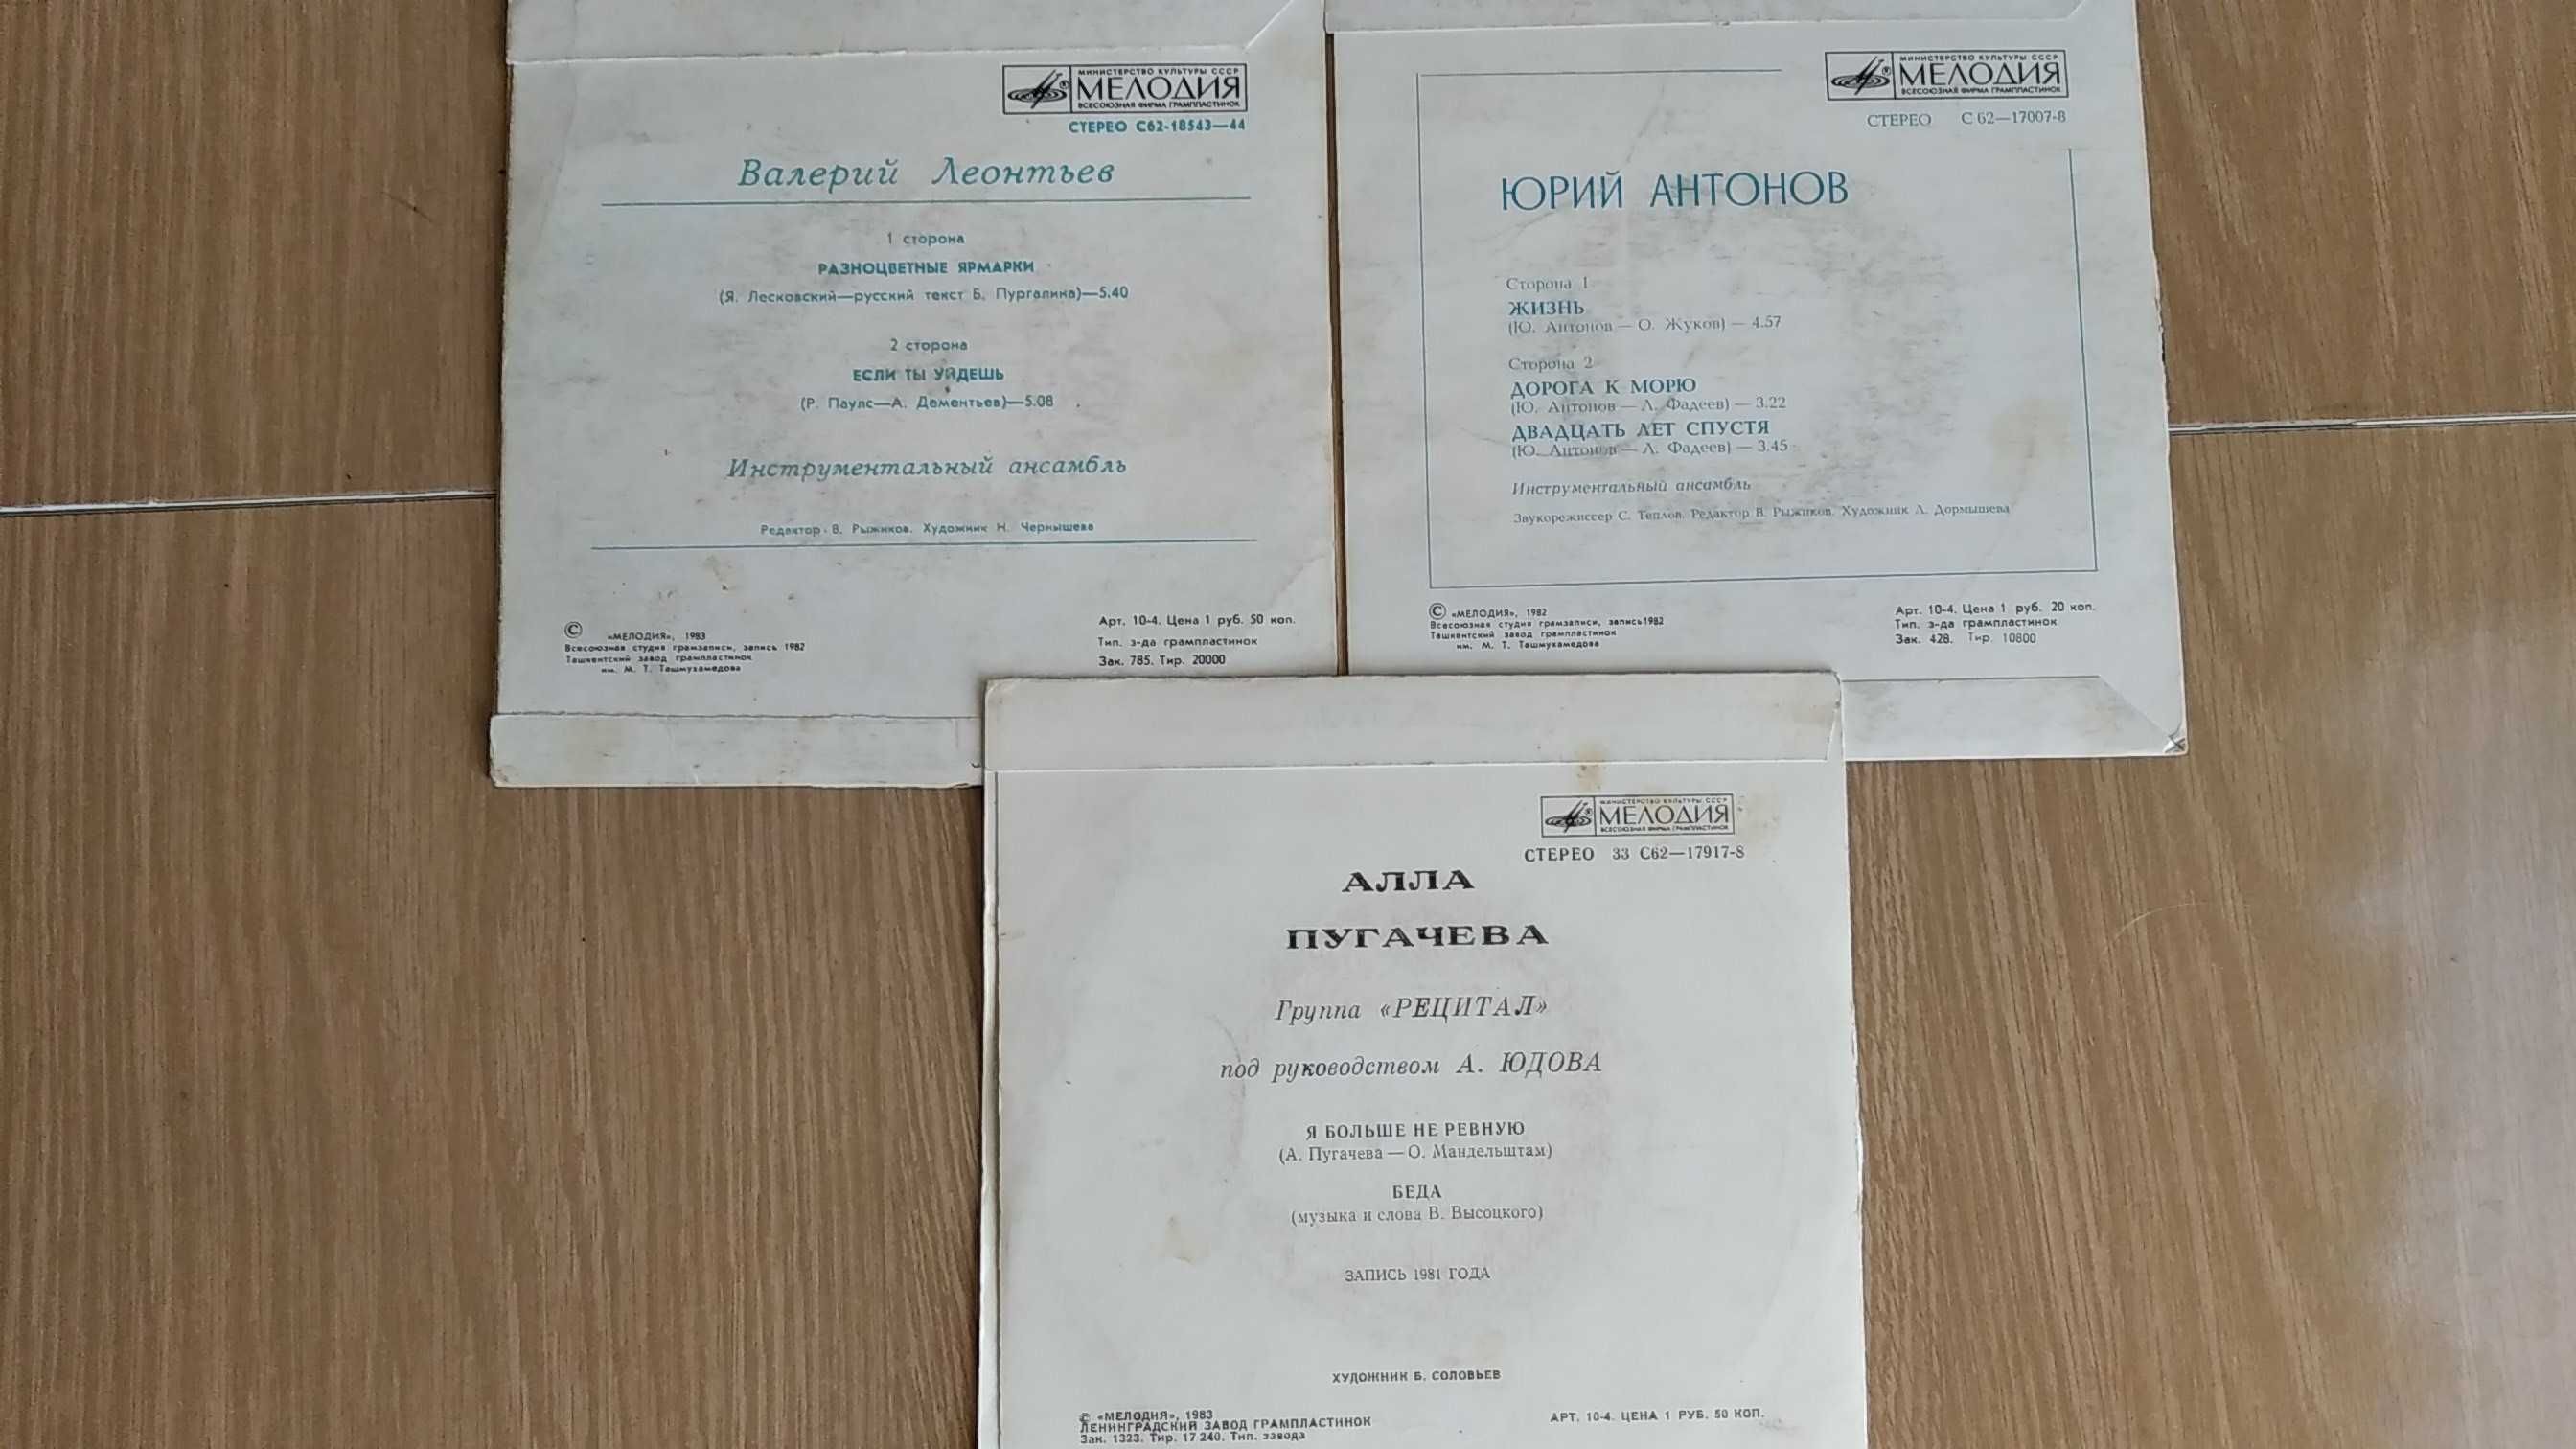 МИНИСТЕРСТВО КУЛЬТУРЫ СССР
МЕЛОДИЯ
ВСЕСОЮЗНАЯ ФИРМА ГРАМПЛАСТИНОК
СТЕРЕО С62-18543—44
Валерий Леонтьев
1 сторона
РАЗНОЦВЕТНЫЕ ЯРМАРКИ
(Я. Лесковский—русский текст Б. Пургалина)—5.40
2 сторона
ЕСЛИ ТЫ УЙДЕШЬ
(Р. Паулс—А. Дементьев)—5.08
Инструментальный ансамбль
Редактор В. Рыжиков. Художник Н. Чернышева
© «МЕЛОДИЯ», 1983
Всесоюзная студия грамзаписи, запись 1982
Ташкентский завод грампластинок
им. М. Т. Ташмухамедова
Арт. 10-4. Цена 1 руб. 50 коп.
Тип. з-да грампластинок
Зак. 785. Тир. 20000
МИНИСТЕРСТВО КУЛЬТУРЫ СССР
МЕЛОДИЯ
ВСЕСОЮЗНАЯ ФИРМА ГРАМПЛАСТИНОК
СТЕРЕО С 62—17007-8
ЮРИЙ АНТОНОВ
Сторона 1
ЖИЗНЬ
(Ю. Антонов — О. Жуков) — 4.57
Сторона 2
ДОРОГА К МОРЮ
(Ю. Антонов — Л. Фадеев) — 3.22
ДВАДЦАТЬ ЛЕТ СПУСТЯ
(Ю. Антонов — Л. Фадеев) — 3.45
Инструментальный ансамбль
Звукорежиссер С. Теплов. Редактор В. Рыжиков. Художник Л. Дормышева
© «МЕЛОДИЯ», 1982
Всесоюзная студия грамзаписи, запись 1982
Ташкентский завод грампластинок
им. М. Т. Ташмухамедова
Арт. 10-4. Цена 1 руб. 20 коп.
Тип. з-да грампластинок
Зак. 428. Тир. 10800
МИНИСТЕРСТВО КУЛЬТУРЫ СССР
МЕЛОДИЯ
ВСЕСОЮЗНАЯ ФИРМА ГРАМПЛАСТИНОК
СТЕРЕО 33 С62—17917-8
АЛЛА
ПУГАЧЕВА
Группа «РЕЦИТАЛ»
под руководством А. ЮДОВА
Я БОЛЬШЕ НЕ РЕВНУЮ
(А. Пугачева — О. Мандельштам)
БЕДА
(музыка и слова В. Высоцкого)
ЗАПИСЬ 1981 ГОДА
ХУДОЖНИК Б. СОЛОВЬЕВ
© «МЕЛОДИЯ», 1983
ЛЕНИНГРАДСКИЙ ЗАВОД ГРАМПЛАСТИНОК
Зак. 1323. Тир. 17 240. Тип. завода
АРТ. 10-4. ЦЕНА 1 РУБ. 50 КОП.